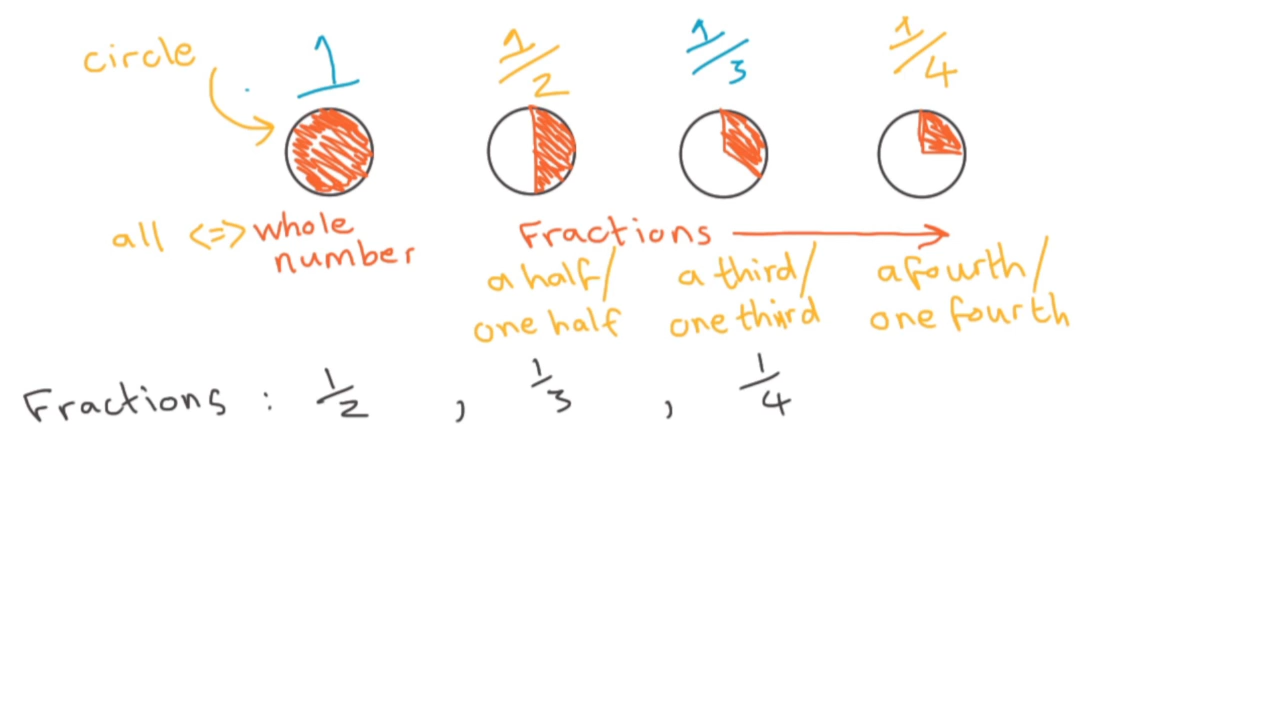 circle 1 1/2 1/3 1/4
all <=> whole number
Fractions
a half/ one half
a third/ one third
a fourth/ one fourth
Fractions : 1/2 , 1/3 , 1/4